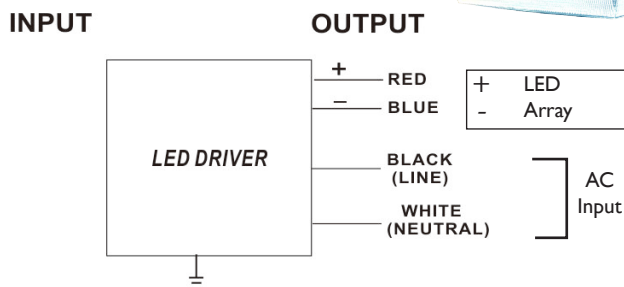 INPUT OUTPUT
+ RED + LED
− BLUE - Array
LED DRIVER
BLACK
(LINE)
AC
Input
WHITE
(NEUTRAL)